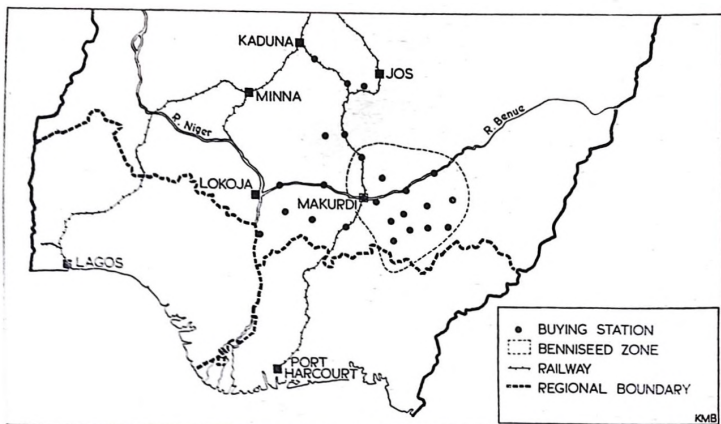 KADUNA
JOS
MINNA
R. Niger
R. Benue
LOKOJA
MAKURDI
LAGOS
PORT
HARCOURT
BUYING STATION
BENNISEED ZONE
RAILWAY
REGIONAL BOUNDARY
KMB